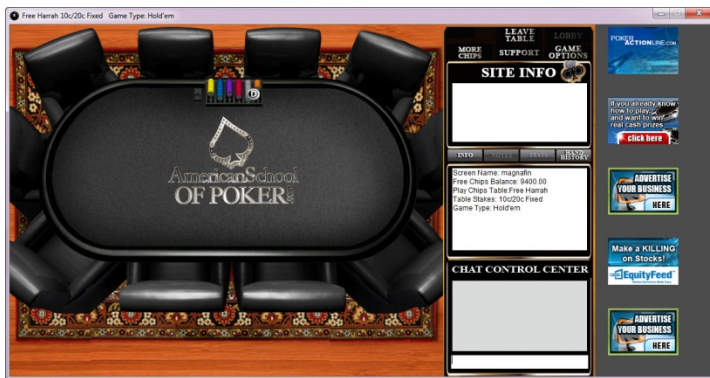 Free Harrah 10c/20c Fixed Game Type: Hold'em
LEAVE TABLE
LOBBY
MORE CHIPS
SUPPORT
GAME OPTIONS
SITE INFO
INFO
NOTES
STATS
HAND HISTORY
Screen Name: magnafin
Free Chips Balance: 9400.00
Play Chips Table:Free Harrah
Table Stakes: 10c/20c Fixed
Game Type: Hold'em
CHAT CONTROL CENTER
AmericanSchool
OF POKER
.com
POKER
ACTIONLINE.COM
If you already know
how to play...
and want to win
real cash prizes
click here
ADVERTISE
YOUR BUSINESS
HERE
Make a KILLING
on Stocks!
EquityFeed
ADVERTISE
YOUR BUSINESS
HERE